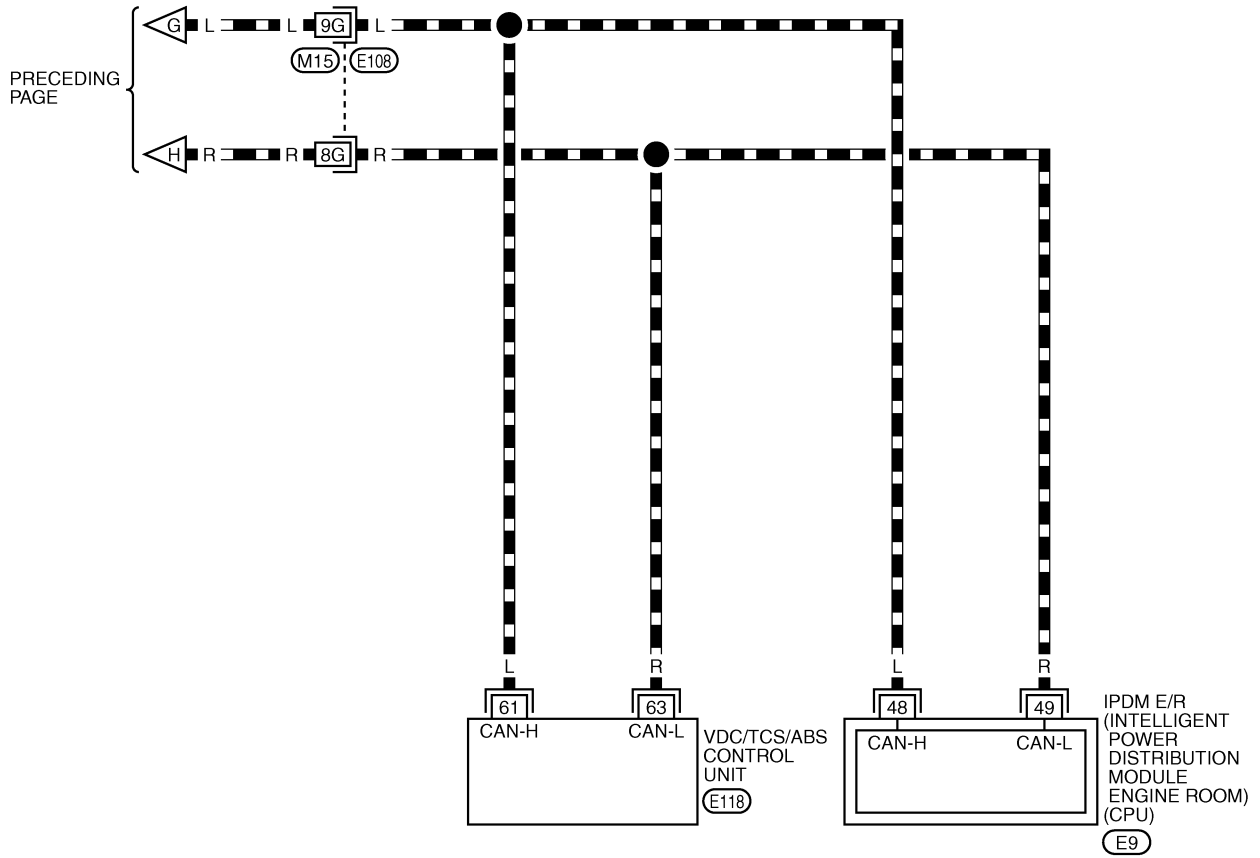 G L L 9G L
M15 E108
PRECEDING
PAGE
H R R 8G R
L R L R
61 63 48 49
CAN-H CAN-L
VDC/TCS/ABS
CONTROL
UNIT
E118
CAN-H CAN-L
IPDM E/R
(INTELLIGENT
POWER
DISTRIBUTION
MODULE
ENGINE ROOM)
(CPU)
E9